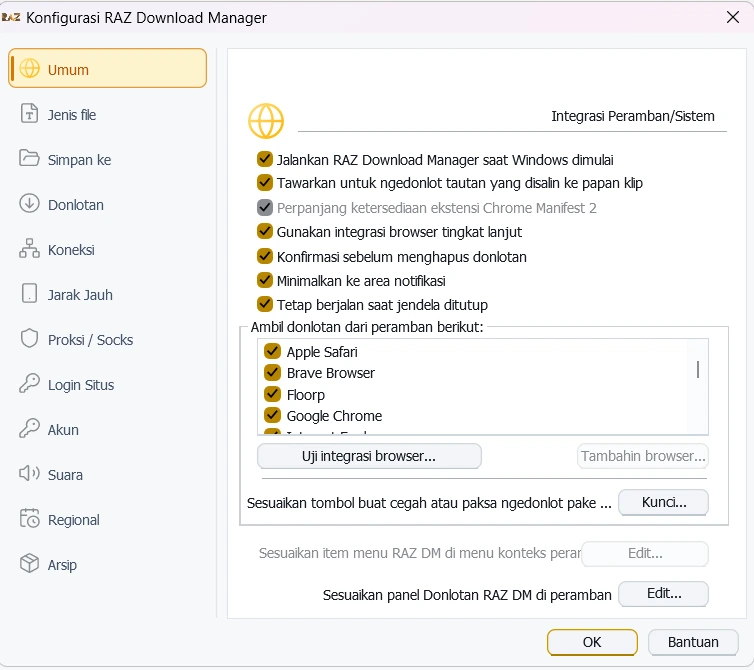 RAZ Konfigurasi RAZ Download Manager
Umum
Jenis file
Simpan ke
Donlotan
Koneksi
Jarak Jauh
Proksi / Socks
Login Situs
Akun
Suara
Regional
Arsip
Integrasi Peramban/Sistem
Jalankan RAZ Download Manager saat Windows dimulai
Tawarkan untuk ngedonlot tautan yang disalin ke papan klip
Perpanjang ketersediaan ekstensi Chrome Manifest 2
Gunakan integrasi browser tingkat lanjut
Konfirmasi sebelum menghapus donlotan
Minimalkan ke area notifikasi
Tetap berjalan saat jendela ditutup
Ambil donlotan dari peramban berikut:
Apple Safari
Brave Browser
Floorp
Google Chrome
Uji integrasi browser...
Tambahin browser...
Sesuaikan tombol buat cegah atau paksa ngedonlot pake ...
Kunci...
Sesuaikan item menu RAZ DM di menu konteks
Edit...
Sesuaikan panel Donlotan RAZ DM di peramban
Edit...
OK
Bantuan